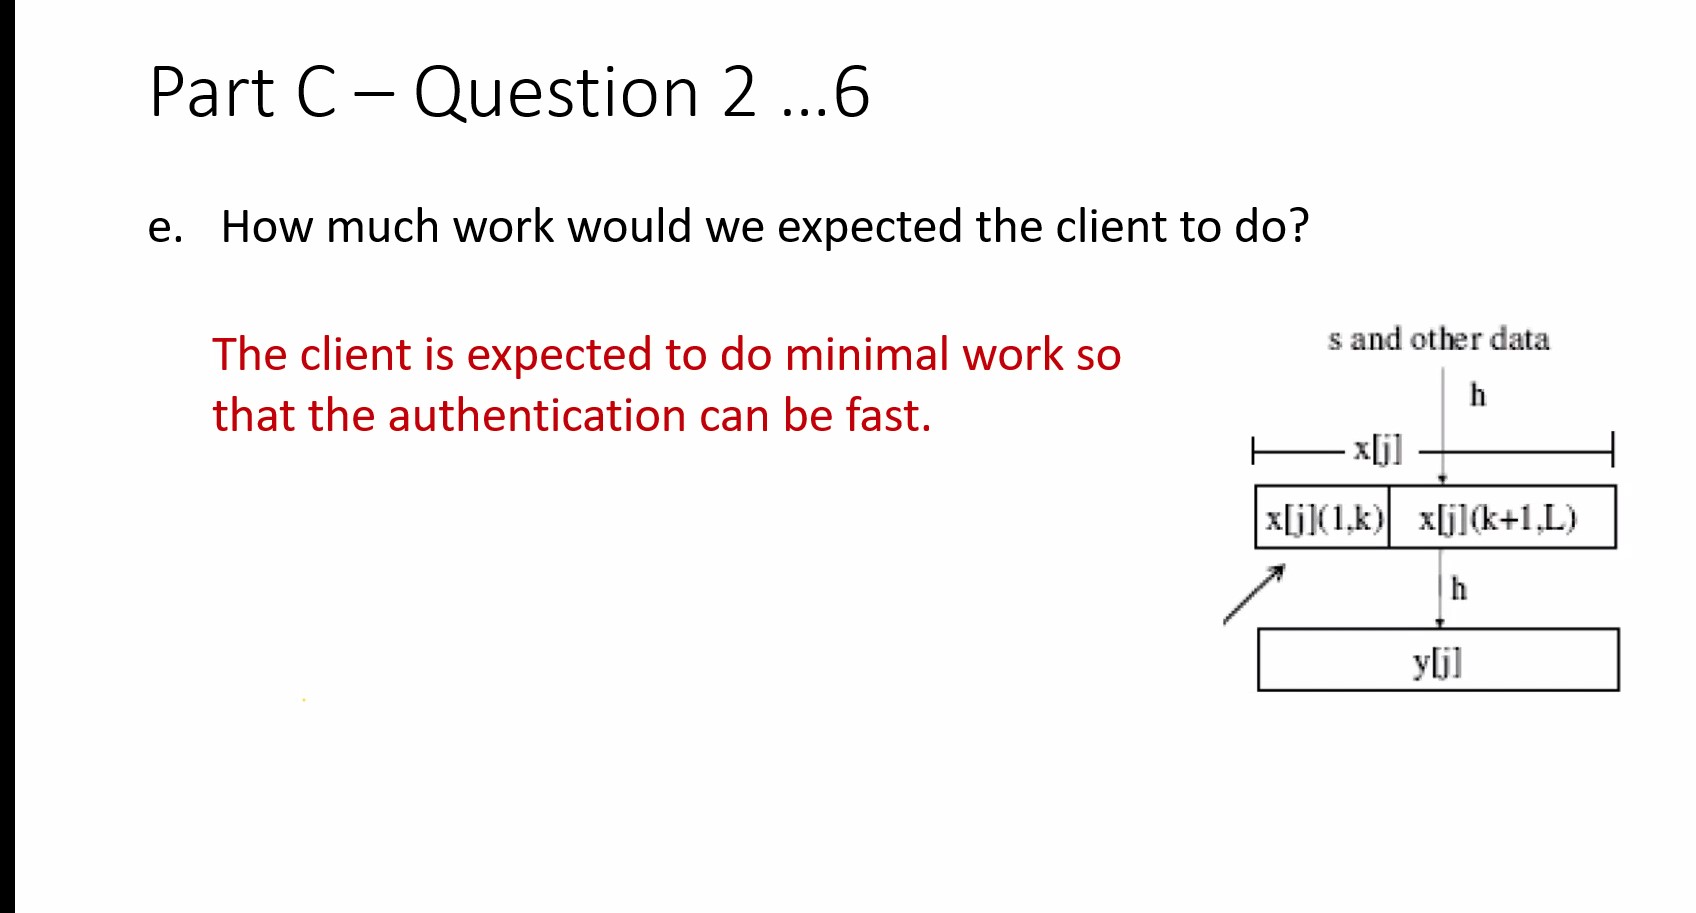 Part C – Question 2 ...6
e. How much work would we expected the client to do?
The client is expected to do minimal work so
that the authentication can be fast.
s and other data
h
x[j]
x[j](1,k) x[j](k+1,L)
h
y[j]